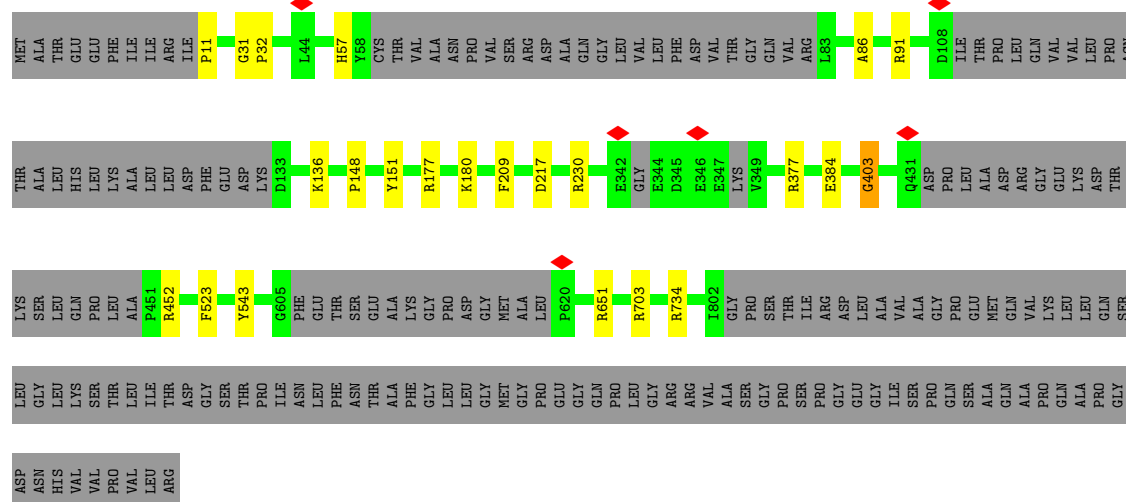 MET ALA THR GLU GLU PHE ILE ILE ARG ILE P11 G31 P32 L44 H57 Y58 CYS THR VAL ALA ASN PRO VAL SER ARG ASP ALA GLN GLY LEU VAL LEU PHE ASP VAL THR GLY GLN VAL ARG L83 A86 R91 D108 ILE THR PRO LEU GLN VAL VAL LEU PRO ASN
THR ALA LEU HIS LEU LYS ALA LEU LEU ASP PHE GLU ASP LYS D133 K136 P148 Y151 R177 K180 F209 D217 R230 E342 GLY E344 D345 E346 E347 LYS V349 R377 E384 G403 Q431 ASP PRO LEU ALA ASP ARG GLY GLU LYS ASP THR
LYS SER LEU GLN PRO LEU ALA P451 R452 F523 Y543 G605 PHE GLU THR SER GLU ALA LYS GLY PRO ASP GLY MET ALA LEU P620 R651 R703 R734 I802 GLY PRO SER THR ILE ARG ASP LEU ALA VAL ALA GLY PRO GLU MET GLN VAL LYS LEU LEU GLN SER
LEU GLY LEU LYS SER THR LEU ILE THR ASP GLY SER THR PRO ILE ASN LEU PHE ASN THR ALA PHE GLY LEU LEU GLY MET GLY PRO GLU GLY GLN PRO LEU GLY ARG ARG VAL ALA SER GLY PRO SER PRO GLY GLU GLY ILE SER PRO GLN SER ALA GLN ALA PRO GLN ALA PRO GLY
ASP ASN HIS VAL VAL PRO VAL LEU ARG